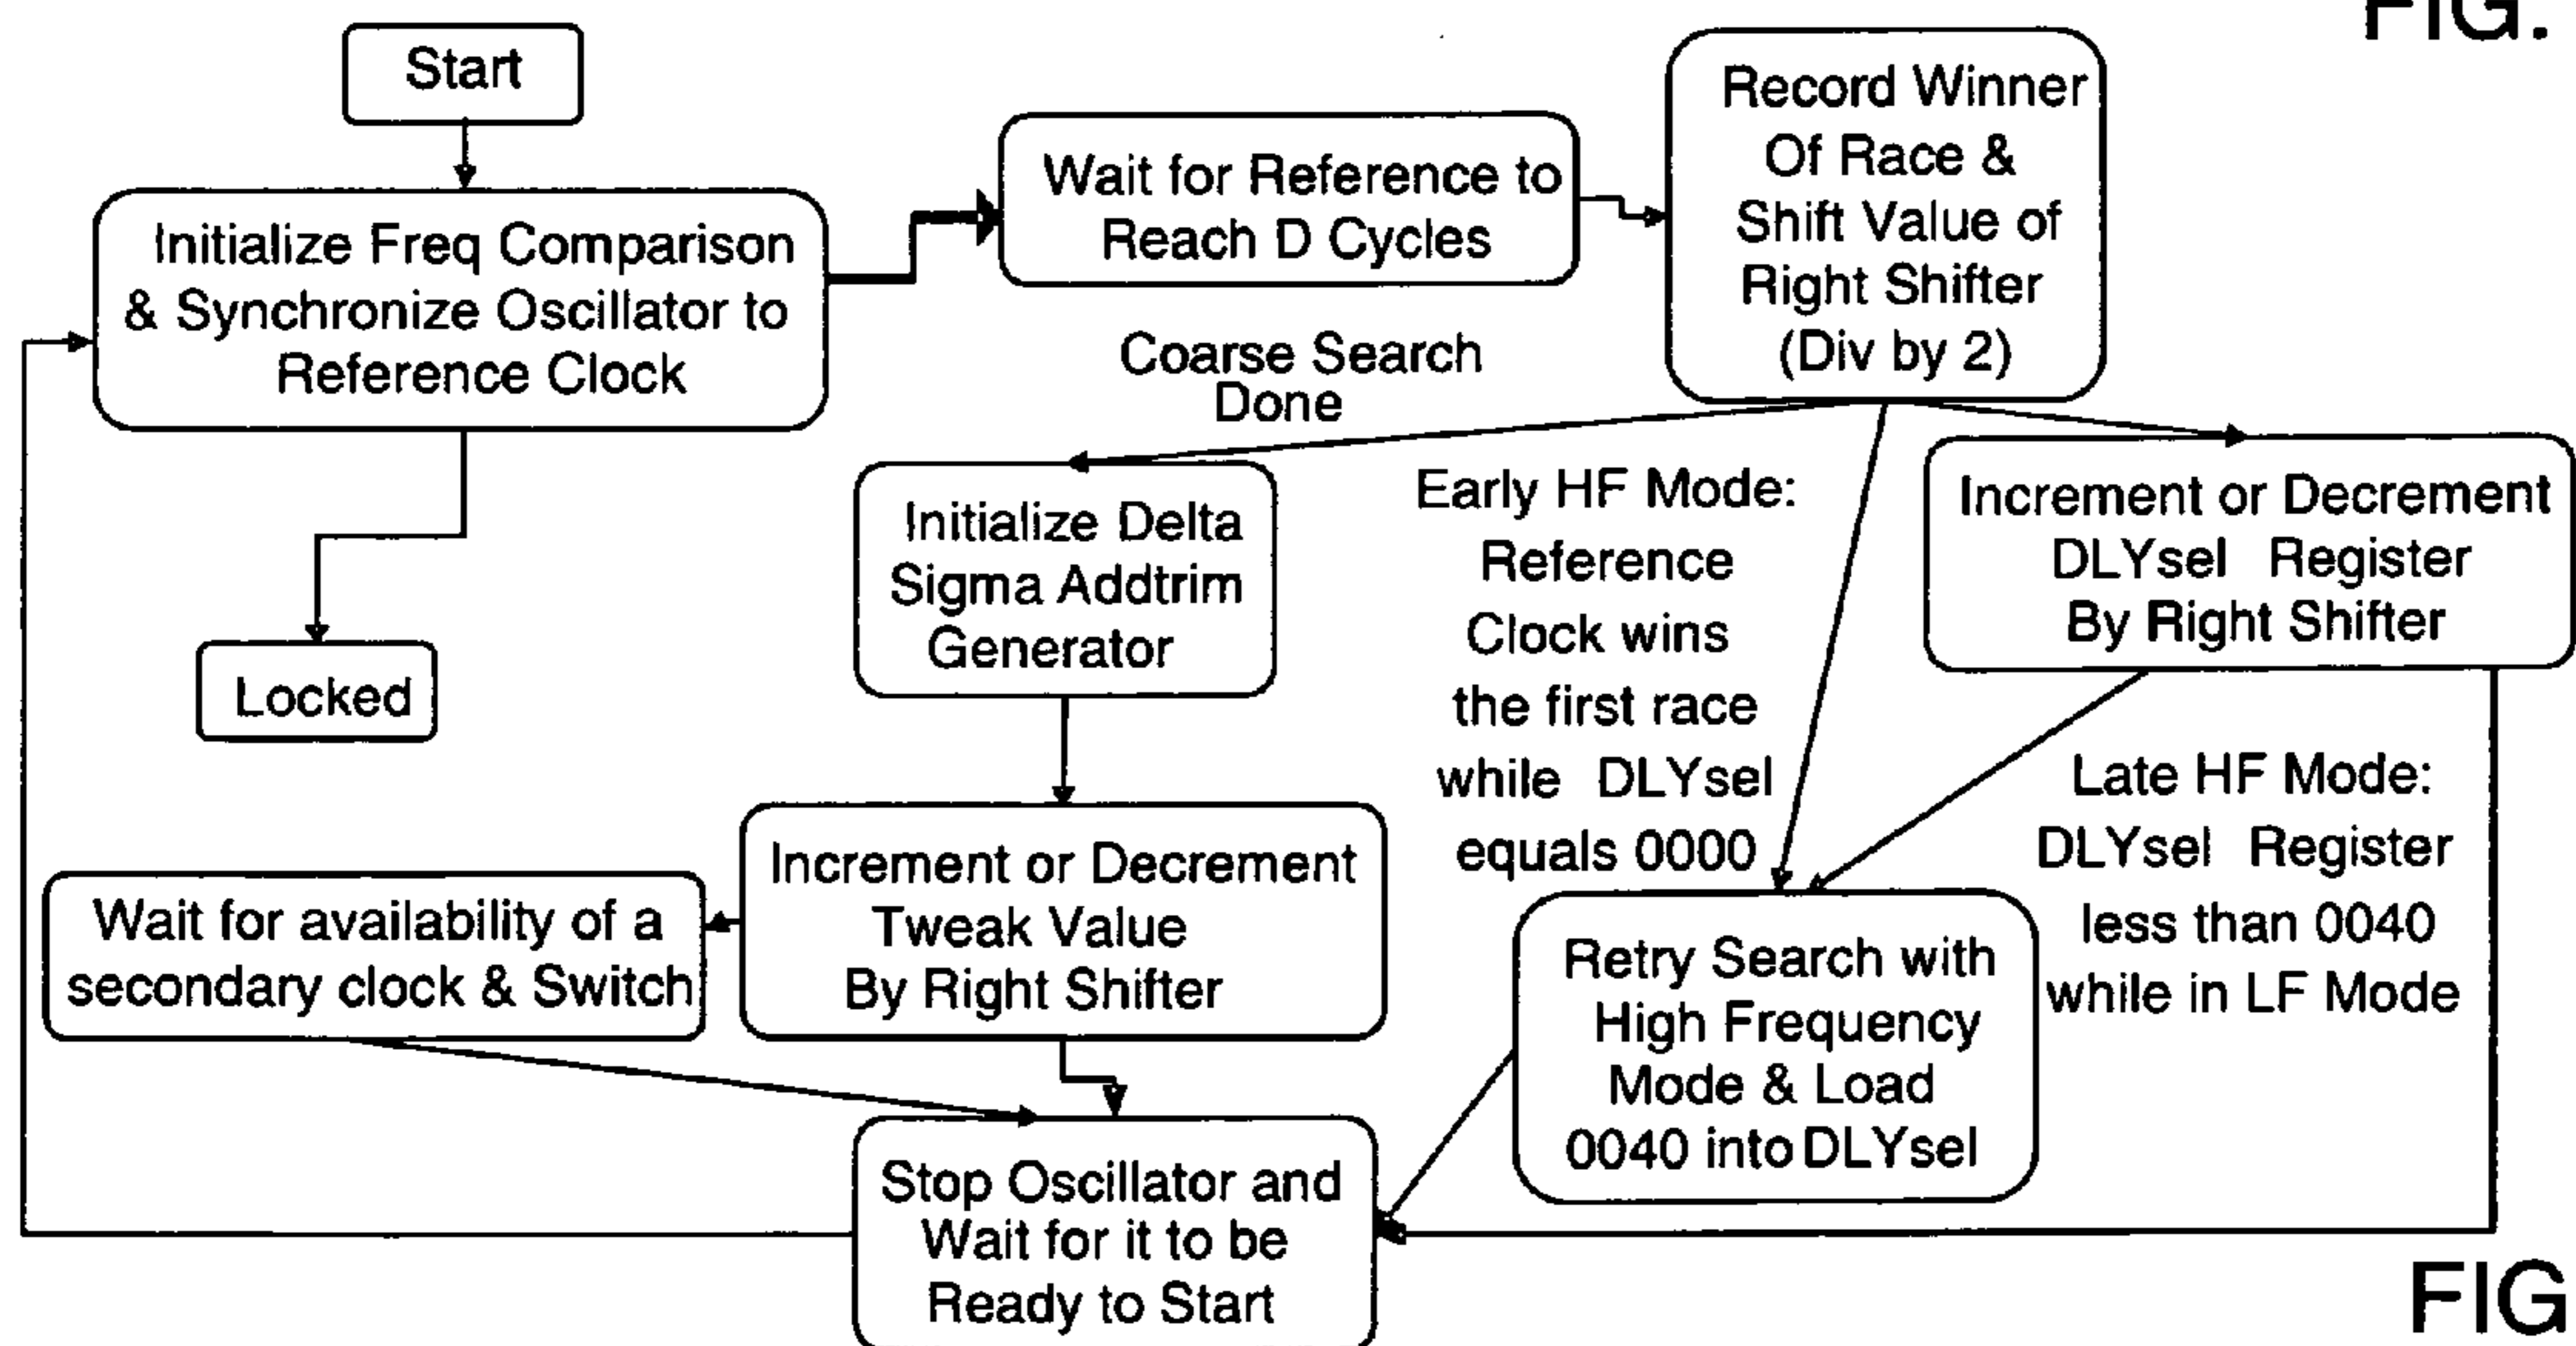 FIG.
Start
Initialize Freq Comparison
& Synchronize Oscillator to
Reference Clock
Wait for Reference to
Reach D Cycles
Record Winner
Of Race &
Shift Value of
Right Shifter
(Div by 2)
Coarse Search
Done
Locked
Initialize Delta
Sigma Addtrim
Generator
Early HF Mode:
Reference
Clock wins
the first race
while DLYsel
equals 0000
Increment or Decrement
DLYsel Register
By Right Shifter
Late HF Mode:
DLYsel Register
less than 0040
while in LF Mode
Increment or Decrement
Tweak Value
By Right Shifter
Wait for availability of a
secondary clock & Switch
Retry Search with
High Frequency
Mode & Load
0040 into DLYsel
Stop Oscillator and
Wait for it to be
Ready to Start
FIG